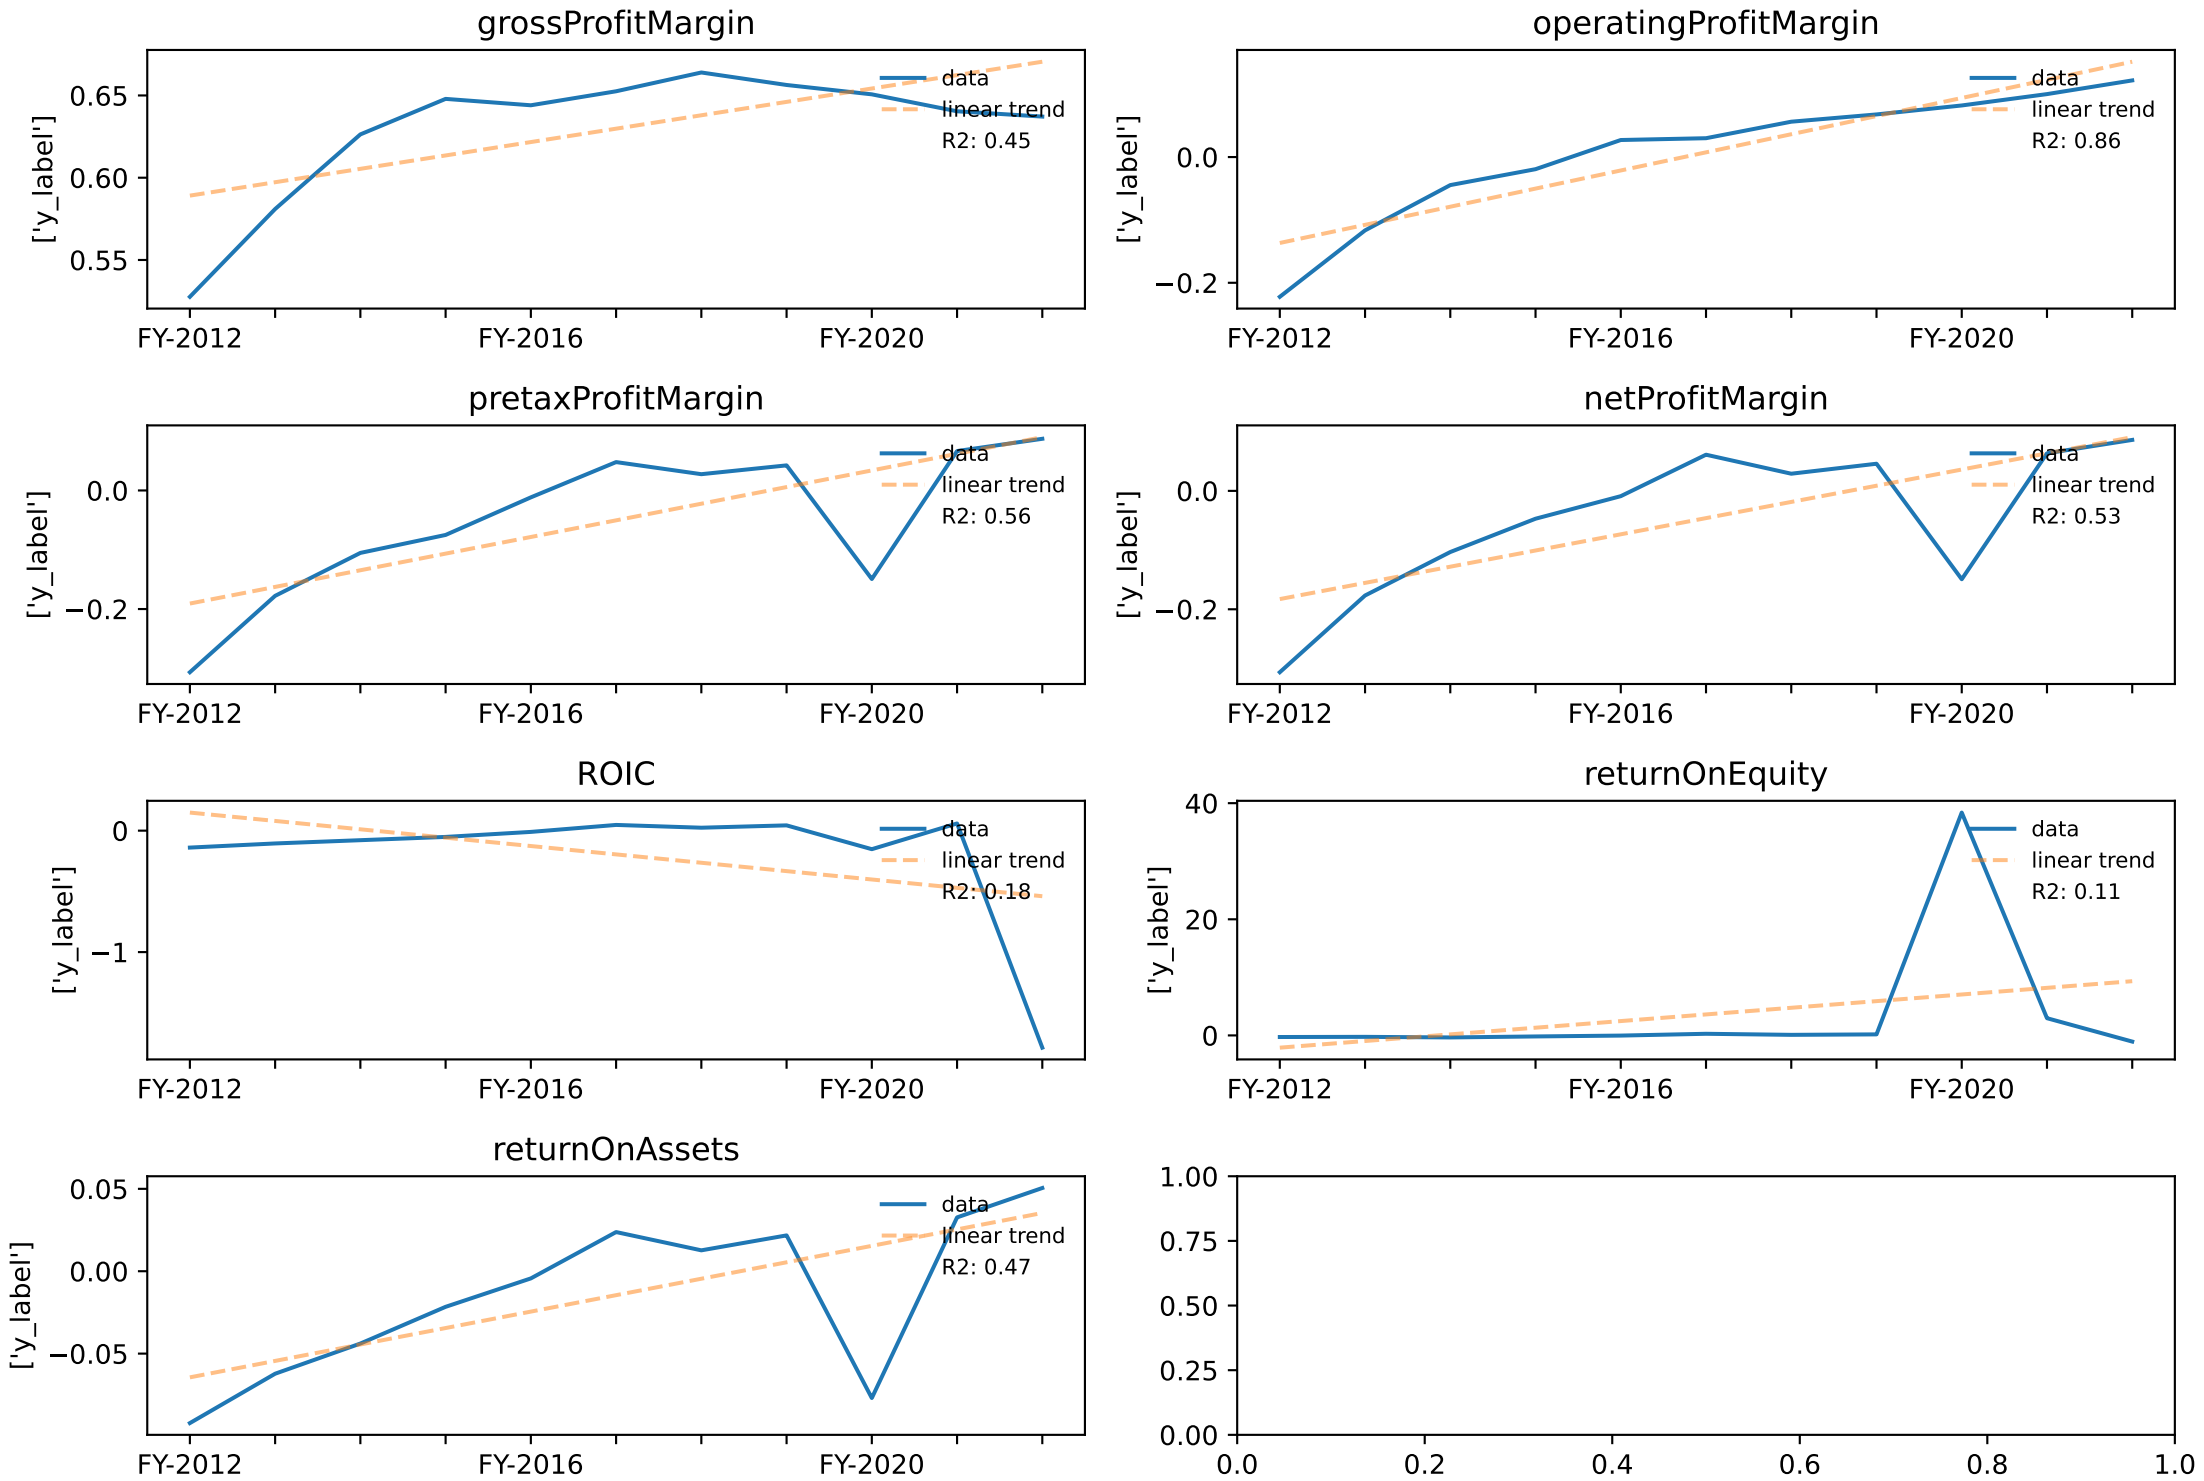 grossProfitMargin
['y_label']
0.65
0.60
0.55
FY-2012 FY-2016 FY-2020
data
linear trend
R2: 0.45
operatingProfitMargin
['y_label']
0.0
−0.2
FY-2012 FY-2016 FY-2020
data
linear trend
R2: 0.86
pretaxProfitMargin
['y_label']
0.0
−0.2
FY-2012 FY-2016 FY-2020
data
linear trend
R2: 0.56
netProfitMargin
['y_label']
0.0
−0.2
FY-2012 FY-2016 FY-2020
data
linear trend
R2: 0.53
ROIC
['y_label']
0
−1
FY-2012 FY-2016 FY-2020
data
linear trend
R2: 0.18
returnOnEquity
['y_label']
40
20
0
FY-2012 FY-2016 FY-2020
data
linear trend
R2: 0.11
returnOnAssets
['y_label']
0.05
0.00
−0.05
FY-2012 FY-2016 FY-2020
data
linear trend
R2: 0.47
1.00
0.75
0.50
0.25
0.00
0.0 0.2 0.4 0.6 0.8 1.0